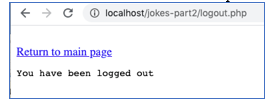 localhost/jokes-part2/logout.php
Return to main page
You have been logged out